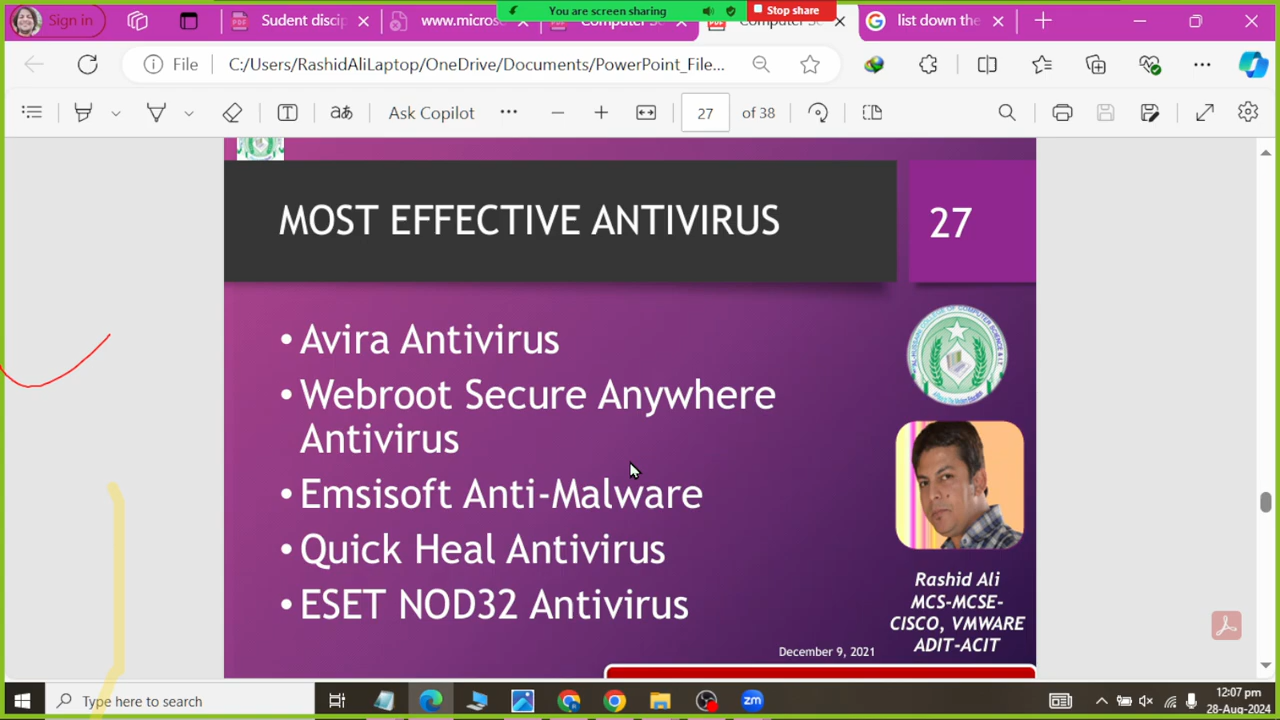 Sign in
Sudent discip
www.microso
You are screen sharing
Stop share
list down the
File
C:/Users/RashidAliLaptop/OneDrive/Documents/PowerPoint_File...
aあ
Ask Copilot
27
of 38
MOST EFFECTIVE ANTIVIRUS
27
• Avira Antivirus
• Webroot Secure Anywhere
Antivirus
• Emsisoft Anti-Malware
• Quick Heal Antivirus
• ESET NOD32 Antivirus
Rashid Ali
MCS-MCSE-
CISCO, VMWARE
ADIT-ACIT
December 9, 2021
Type here to search
zm
12:07 pm
28-Aug-2024